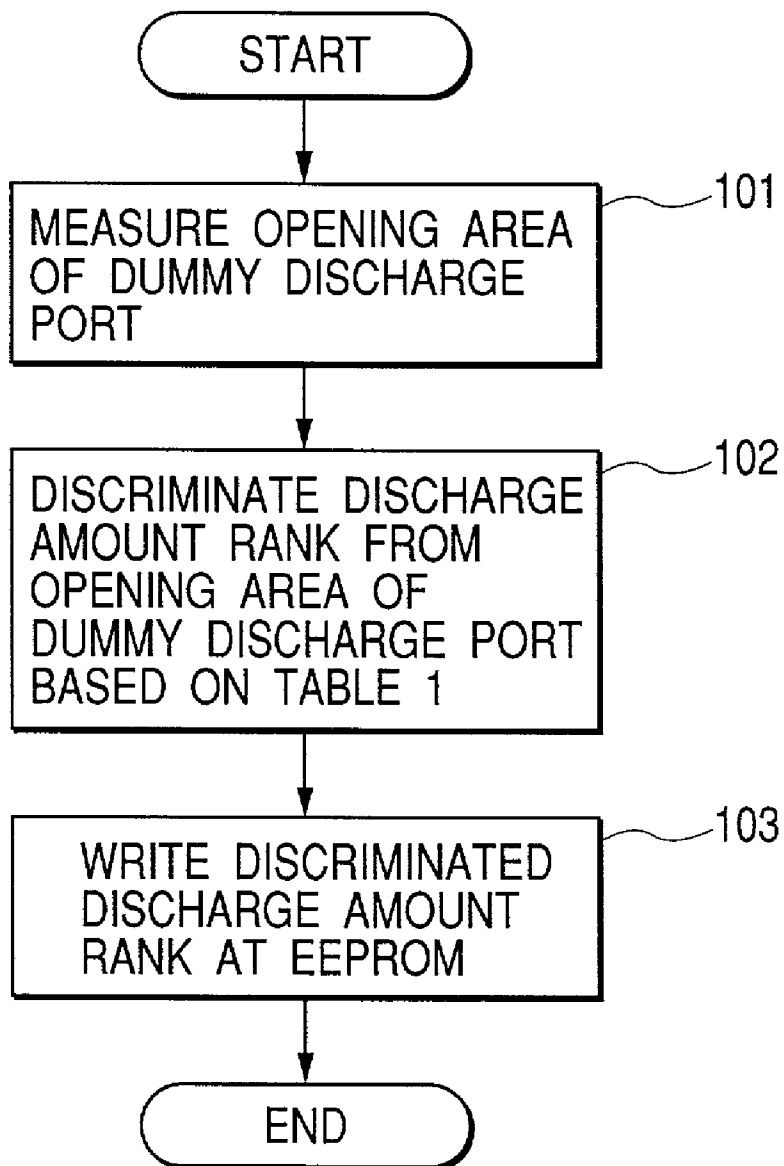 START
101
MEASURE OPENING AREA
OF DUMMY DISCHARGE
PORT
102
DISCRIMINATE DISCHARGE
AMOUNT RANK FROM
OPENING AREA OF
DUMMY DISCHARGE PORT
BASED ON TABLE 1
103
WRITE DISCRIMINATED
DISCHARGE AMOUNT
RANK AT EEPROM
END